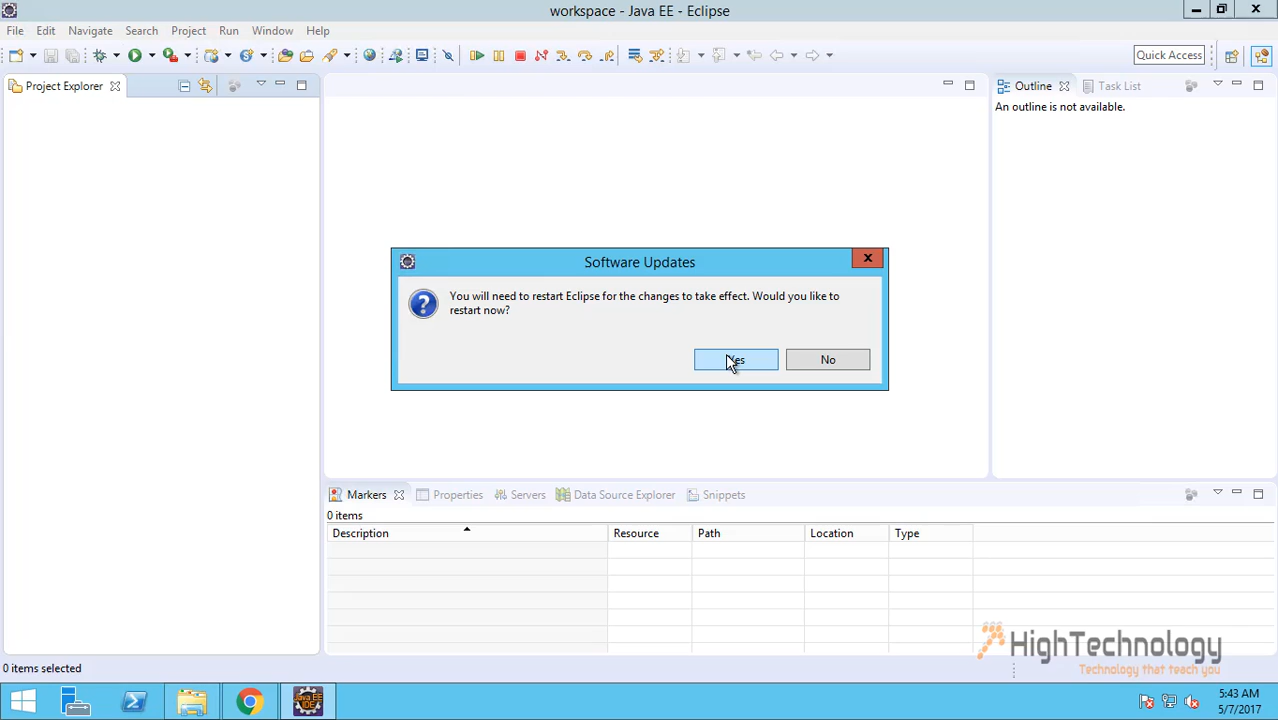 workspace - Java EE - Eclipse
File Edit Navigate Search Project Run Window Help
Quick Access
Project Explorer
Outline Task List
An outline is not available.
Software Updates
You will need to restart Eclipse for the changes to take effect. Would you like to
restart now?
Yes No
Markers Properties Servers Data Source Explorer Snippets
0 items
Description Resource Path Location Type
HighTechnology
Technology that teach you
0 items selected
Java EE
IDE
5:43 AM
5/7/2017